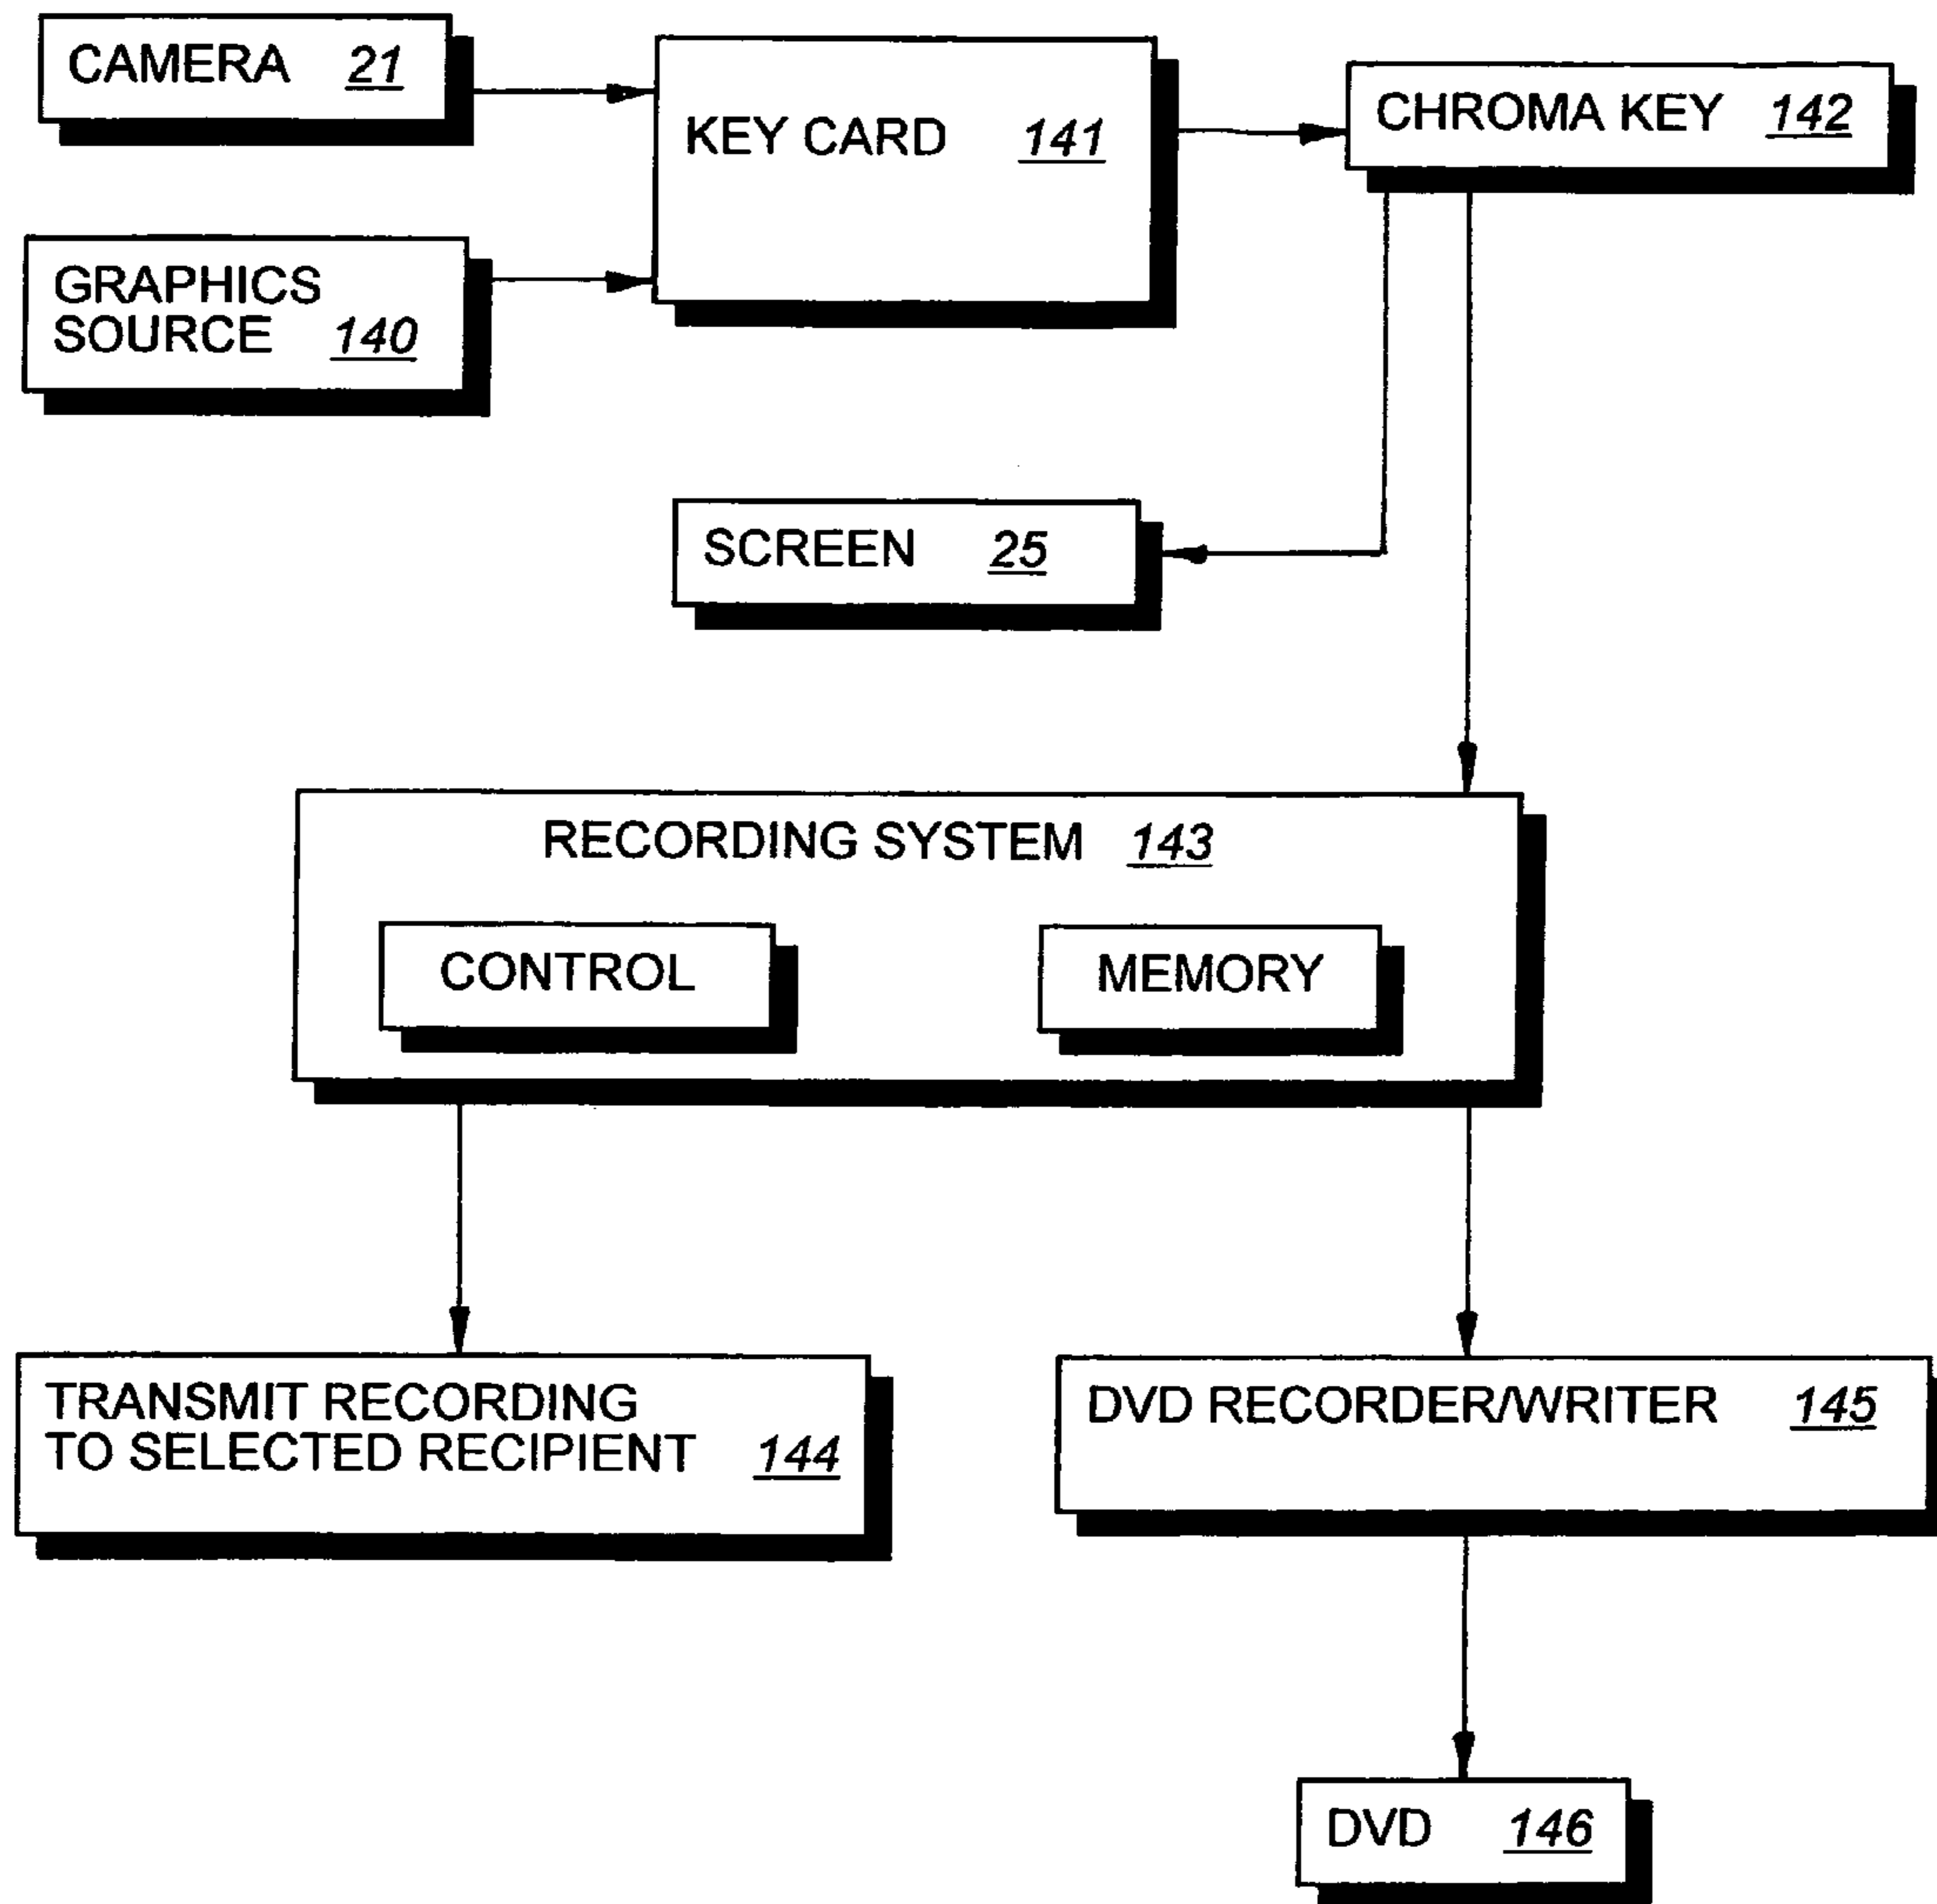 CAMERA 21
KEY CARD 141
CHROMA KEY 142
GRAPHICS
SOURCE 140
SCREEN 25
RECORDING SYSTEM 143
CONTROL
MEMORY
TRANSMIT RECORDING
TO SELECTED RECIPIENT 144
DVD RECORDER/WRITER 145
DVD 146